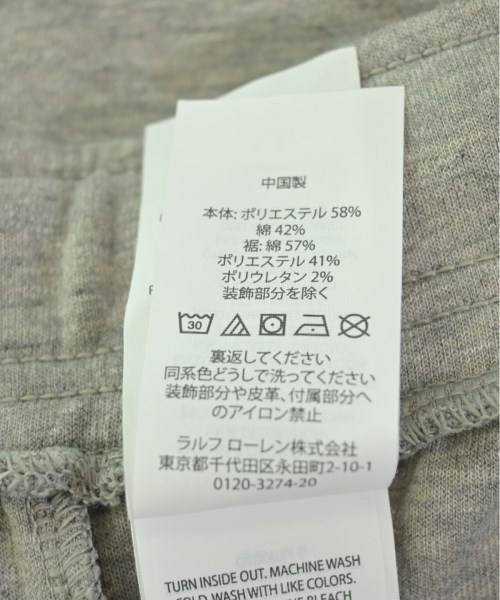 中国製
本体: ポリエステル 58%
綿 42%
裾: 綿 57%
ポリエステル 41%
ポリウレタン 2%
装飾部分を除く
30
裏返してください
同系色どうしで洗ってください
装飾部分や皮革、付属部分へ
のアイロン禁止
ラルフ ローレン株式会社
東京都千代田区永田町2-10-1
0120-3274-20
TURN INSIDE OUT. MACHINE WASH
COLD. WASH WITH LIKE COLORS.
BLEACH